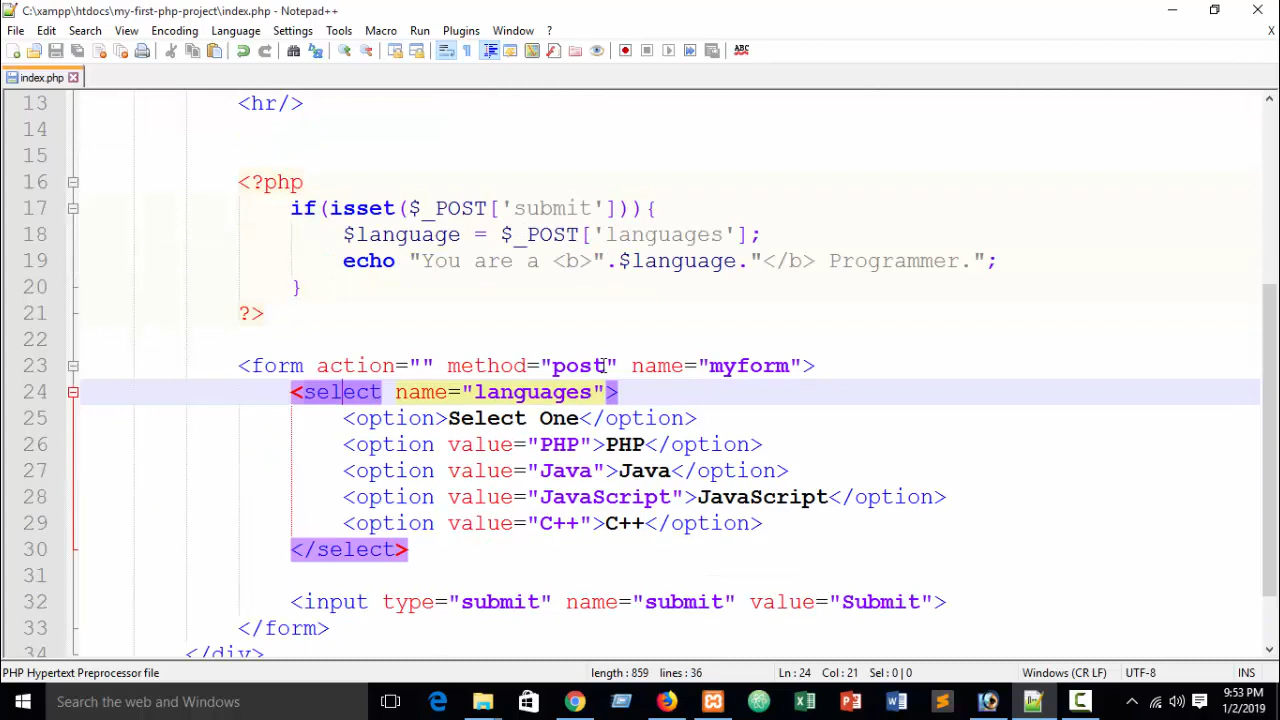 C:\xampp\htdocs\my-first-php-project\index.php - Notepad++
File Edit Search View Encoding Language Settings Tools Macro Run Plugins Window ? X
ABC
index.php
13 <hr/>
14
15
16 <?php
17 if(isset($_POST['submit'])){
18 $language = $_POST['languages'];
19 echo "You are a <b>".$language."</b> Programmer.";
20 }
21 ?>
22
23 <form action="" method="post" name="myform">
24 <select name="languages">
25 <option>Select One</option>
26 <option value="PHP">PHP</option>
27 <option value="Java">Java</option>
28 <option value="JavaScript">JavaScript</option>
29 <option value="C++">C++</option>
30 </select>
31
32 <input type="submit" name="submit" value="Submit">
33 </form>
34 </div>
PHP Hypertext Preprocessor file length : 859 lines : 36 Ln : 24 Col : 21 Sel : 0 | 0 Windows (CR LF) UTF-8 INS
Search the web and Windows
9:53 PM
1/2/2019